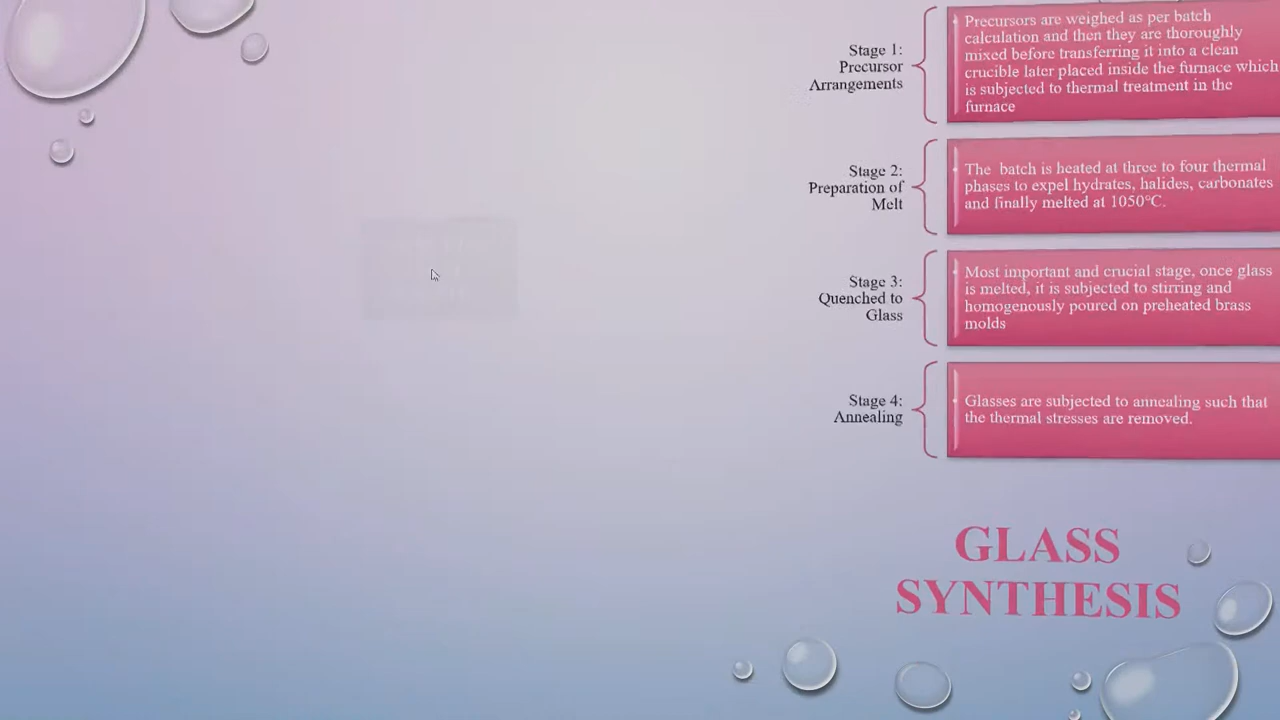 Stage 1:
Precursor
Arrangements
Precursors are weighed as per batch
calculation and then they are thoroughly
mixed before transferring it into a clean
crucible later placed inside the furnace which
is subjected to thermal treatment in the
furnace
Stage 2:
Preparation of
Melt
The batch is heated at three to four thermal
phases to expel hydrates, halides, carbonates
and finally melted at 1050°C.
Stage 3:
Quenched to
Glass
Most important and crucial stage, once glass
is melted, it is subjected to stirring and
homogenously poured on preheated brass
molds
Stage 4:
Annealing
Glasses are subjected to annealing such that
the thermal stresses are removed.
GLASS
SYNTHESIS